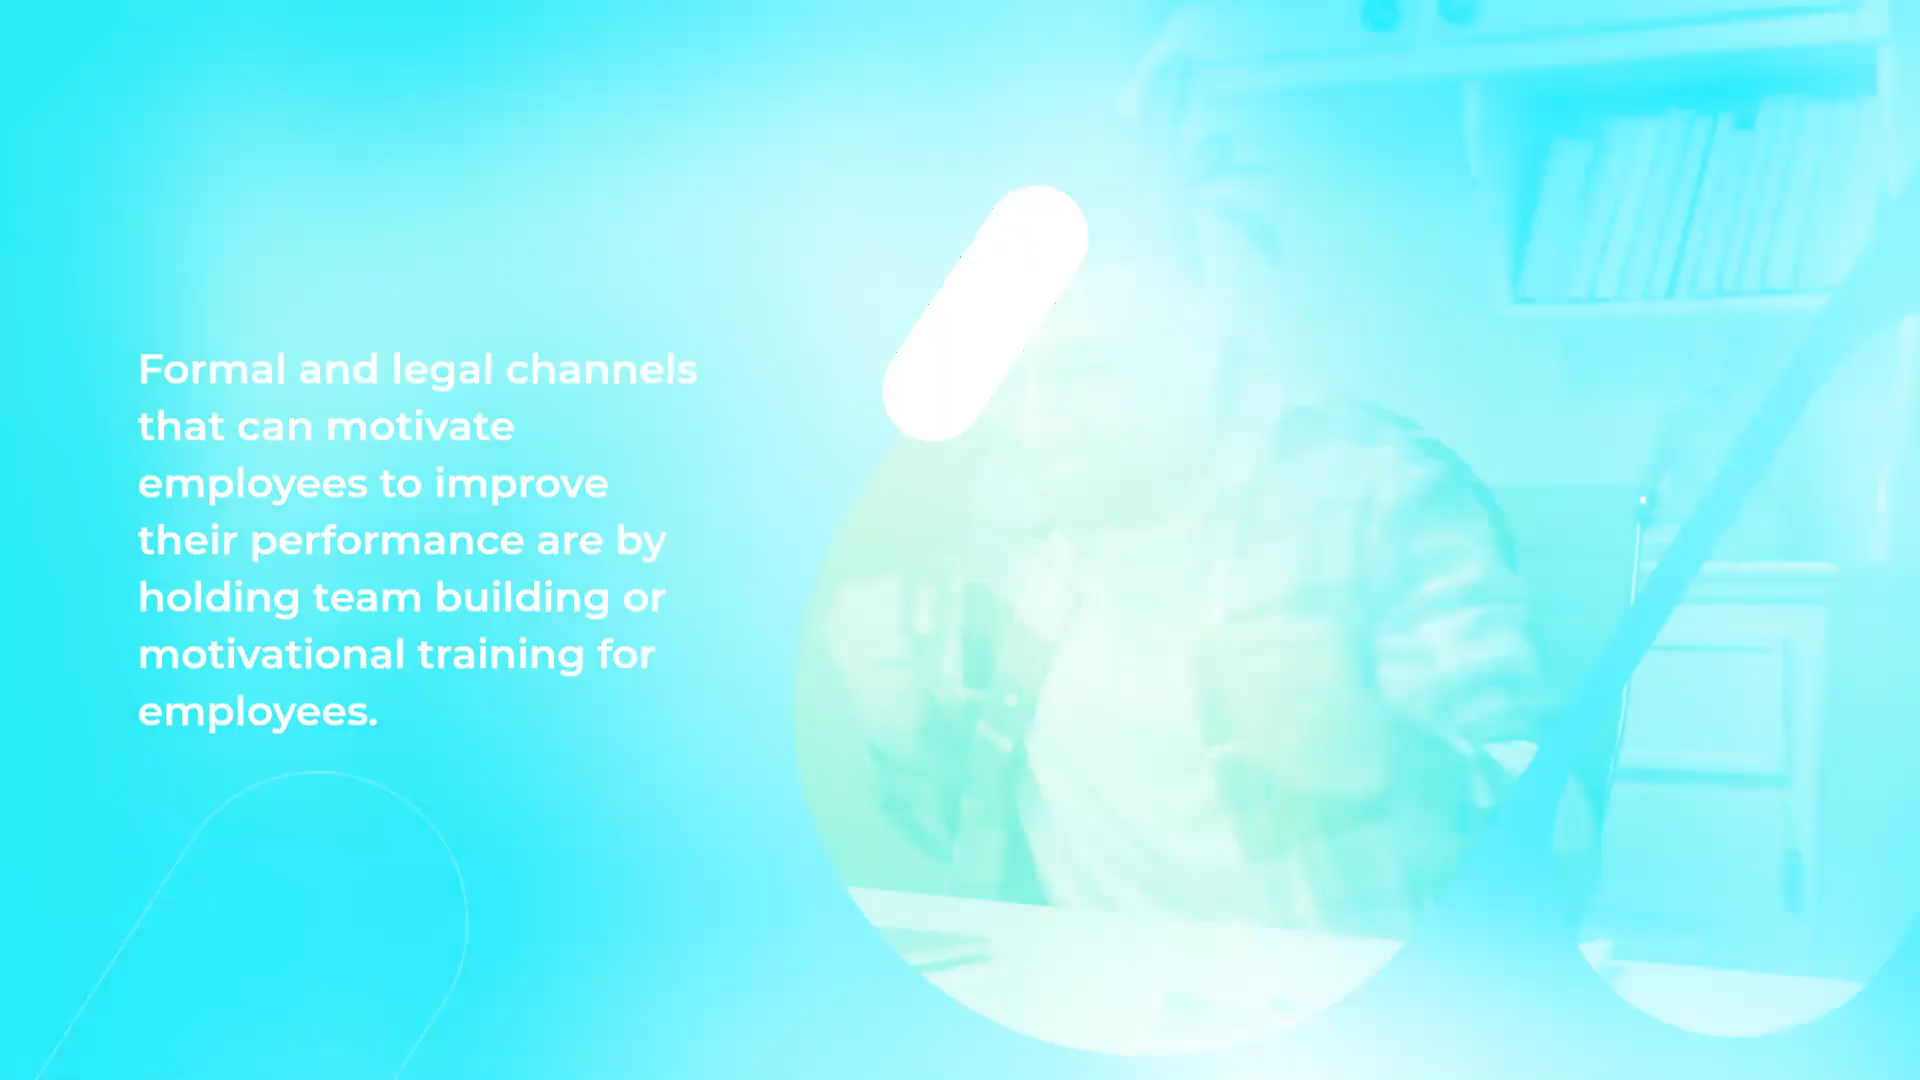 Formal and legal channels
that can motivate
employees to improve
their performance are by
holding team building or
motivational training for
employees.